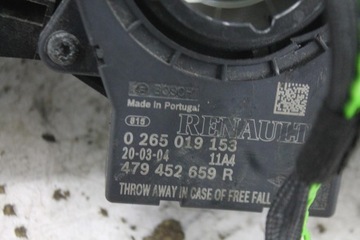 BOSCH
Made in Portugal
816 RENAULT
0 265 019 153
20-03-04 11A4
479 452 659 R
THROW AWAY IN CASE OF FREE FALL